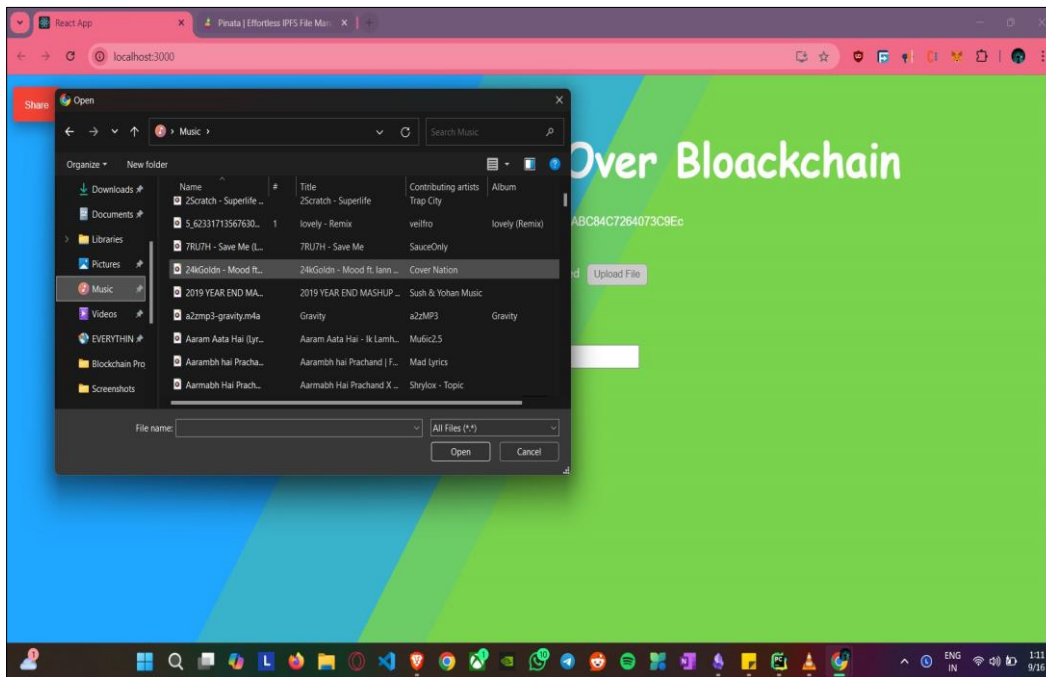 React App
Pinata | Effortless IPFS File Man
localhost:3000
Share
Open
Music
Search Music
Organize
New folder
Name # Title Contributing artists Album
2Scratch - Superlife .. 2Scratch - Superlife Trap City
5_62331713567630... 1 lovely - Remix veilfro lovely (Remix)
7RU7H - Save Me (L... 7RU7H - Save Me SauceOnly
24kGoldn - Mood ft... 24kGoldn - Mood ft. Iann ... Cover Nation
2019 YEAR END MA... 2019 YEAR END MASHUP ... Sush & Yohan Music
a2zmp3-gravity.m4a Gravity a2zMP3 Gravity
Aaram Aata Hai (Lyr... Aaram Aata Hai - Ik Lamh... Mu6ic2.5
Aarambh hai Pracha... Aarambh hai Prachand | F... Mad Lyrics
Aarmabh Hai Prach... Aarmabh Hai Prachand X ... Shrylox - Topic
Downloads
Documents
Libraries
Pictures
Music
Videos
EVERYTHIN
Blockchain Pro
Screenshots
File name:
All Files (*.*)
Open
Cancel
Over Bloackchain
ABC84C7264073C9Ec
d
Upload File
ENG
IN
1:11
9/16